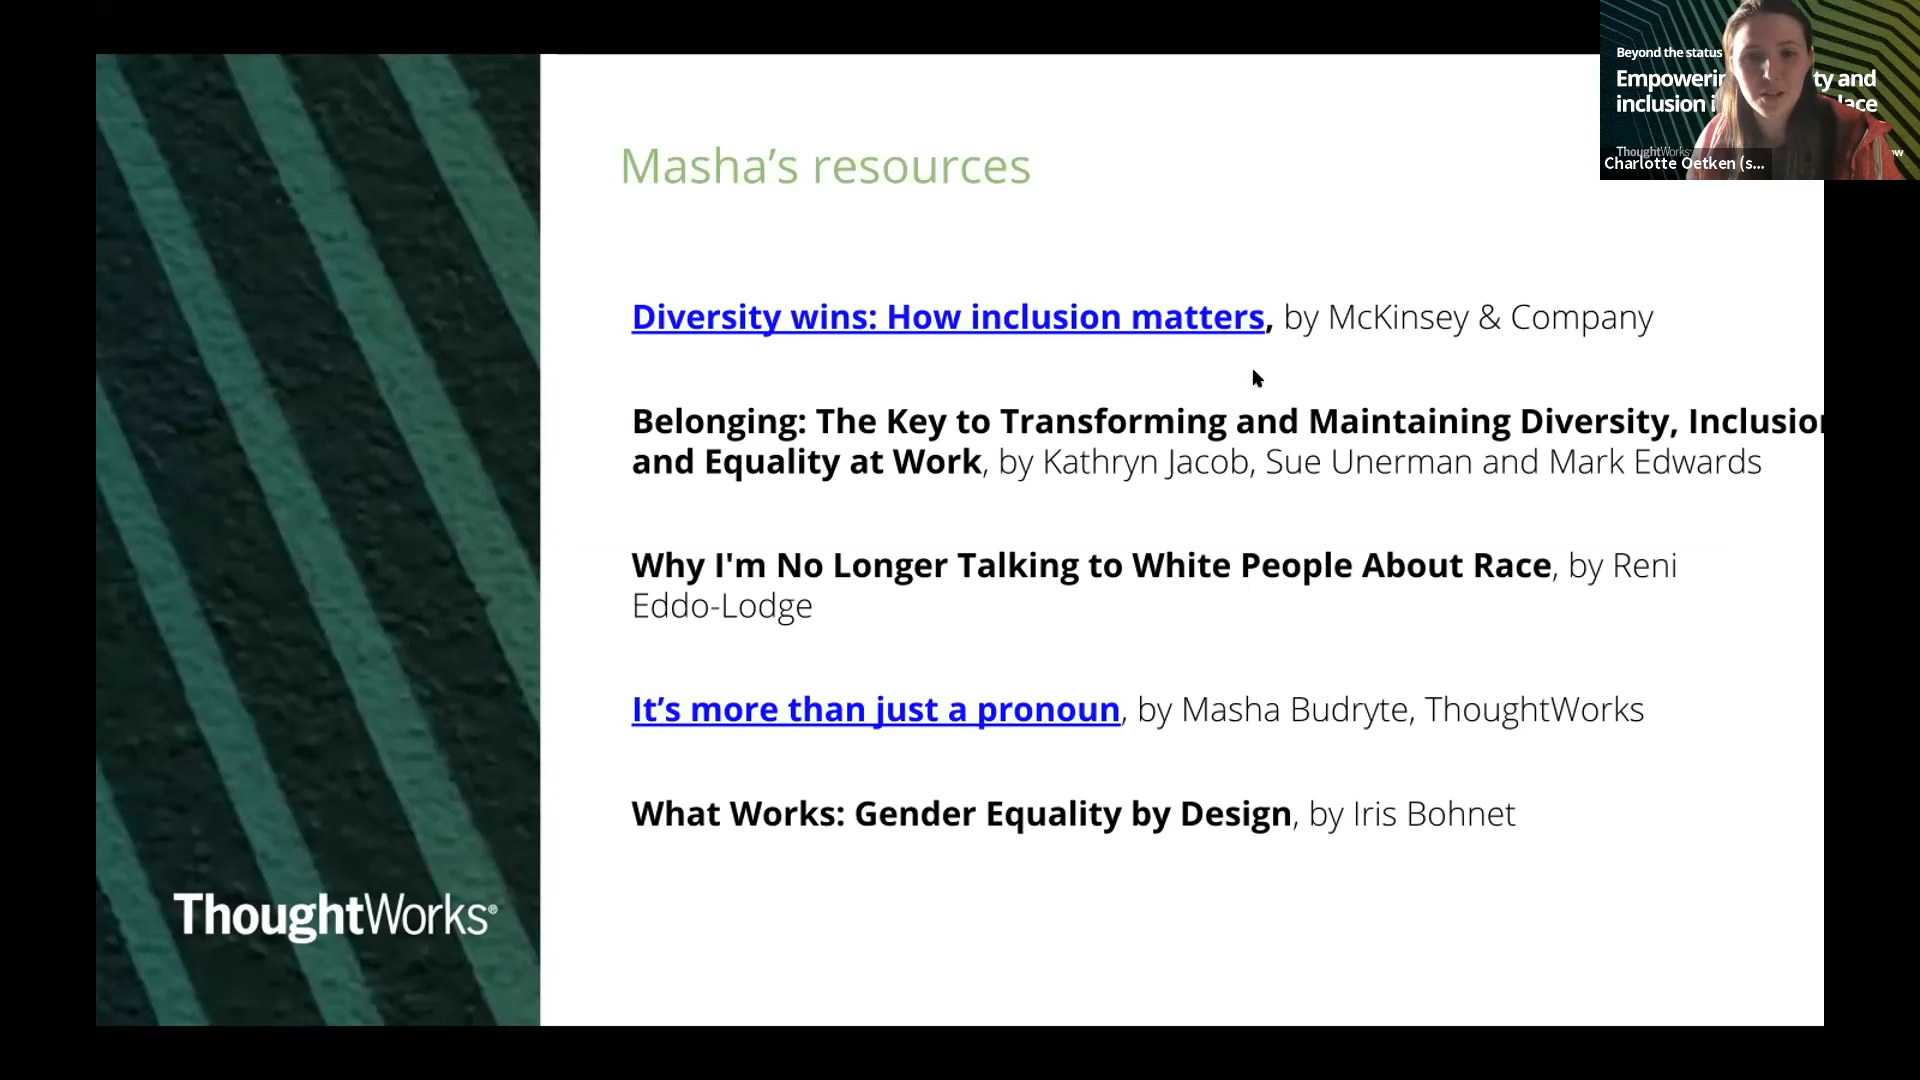 Beyond the status
Empowerin ty and
inclusion i lace
ThoughtWorks
Charlotte Oetken (s...
Masha’s resources
Diversity wins: How inclusion matters, by McKinsey & Company
Belonging: The Key to Transforming and Maintaining Diversity, Inclusion
and Equality at Work, by Kathryn Jacob, Sue Unerman and Mark Edwards
Why I'm No Longer Talking to White People About Race, by Reni
Eddo-Lodge
It’s more than just a pronoun, by Masha Budryte, ThoughtWorks
What Works: Gender Equality by Design, by Iris Bohnet
ThoughtWorks®